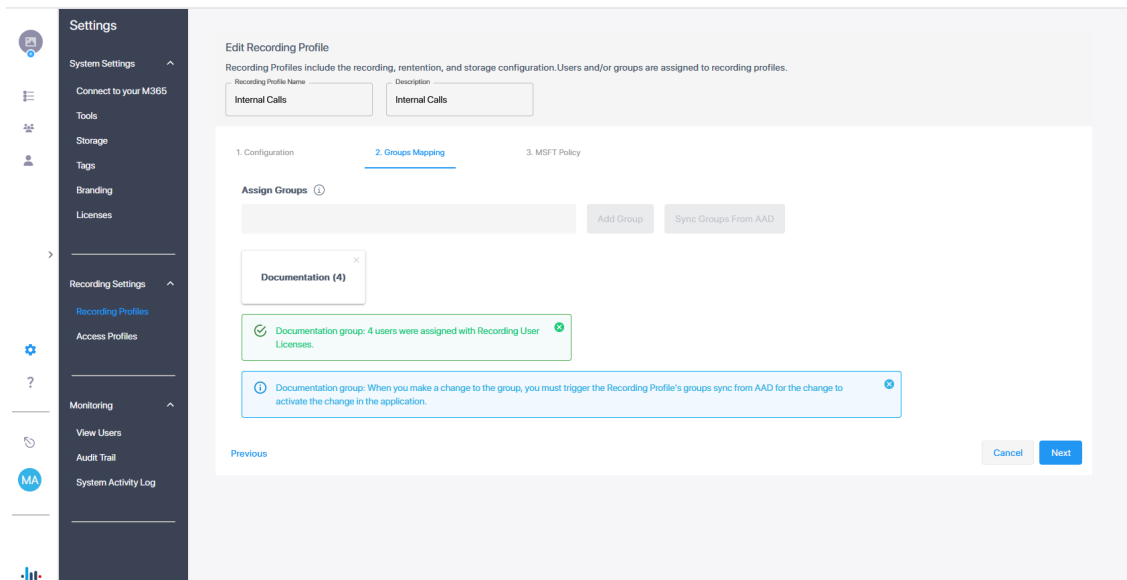 Settings
System Settings
Connect to your M365
Tools
Storage
Tags
Branding
Licenses
Recording Settings
Recording Profiles
Access Profiles
Monitoring
View Users
Audit Trail
System Activity Log
?
MA
Edit Recording Profile
Recording Profiles include the recording, rentention, and storage configuration.Users and/or groups are assigned to recording profiles.
Recording Profile Name
Internal Calls
Description
Internal Calls
1. Configuration
2. Groups Mapping
3. MSFT Policy
Assign Groups
Add Group
Sync Groups From AAD
Documentation (4)
Documentation group: 4 users were assigned with Recording User
Licenses.
Documentation group: When you make a change to the group, you must trigger the Recording Profile's groups sync from AAD for the change to
activate the change in the application.
Previous
Cancel
Next